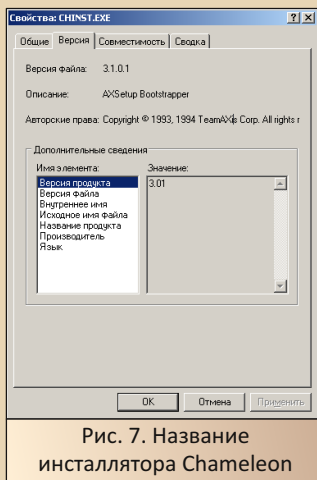 Свойства: CHINST.EXE
Общие Версия Совместимость Сводка
Версия файла: 3.1.0.1
Описание: AXSetup Bootstrapper
Авторские права: Copyright © 1993, 1994 TeamAXis Corp. All rights r
Дополнительные сведения
Имя элемента: Значение:
Версия продукта 3.01
Версия файла
Внутреннее имя
Исходное имя файла
Название продукта
Производитель
Язык
OK Отмена Применить
Рис. 7. Название
инсталлятора Chameleon